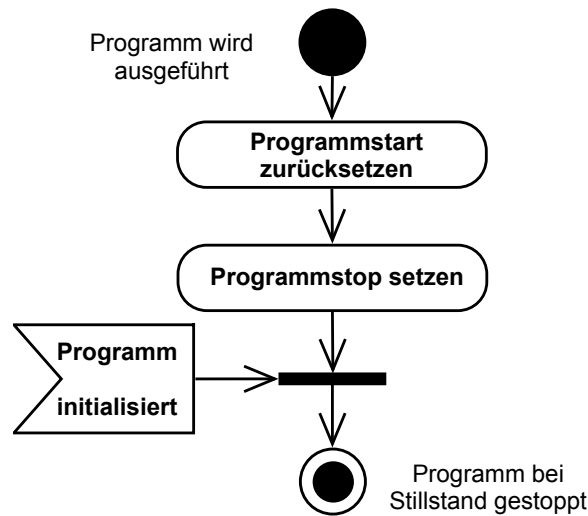 Programm wird
ausgeführt
Programmstart
zurücksetzen
Programmstop setzen
Programm
initialisiert
Programm bei
Stillstand gestoppt